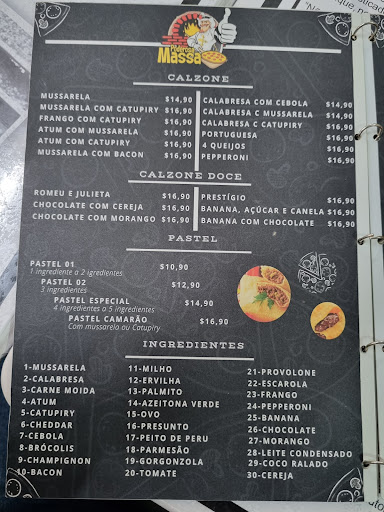 Poderosa
Massa
CALZONE
MUSSARELA $14,90
MUSSARELA COM CATUPIRY $16,90
FRANGO COM CATUPIRY $16,90
ATUM COM MUSSARELA $16,90
ATUM COM CATUPIRY $16,90
MUSSARELA COM BACON $16,90
CALABRESA COM CEBOLA $14,90
CALABRESA C MUSSARELA $14,90
CALABRESA C CATUPIRY $16,90
PORTUGUESA $16,90
4 QUEIJOS $16,90
PEPPERONI $16,90
CALZONE DOCE
ROMEU E JULIETA $16,90
CHOCOLATE COM CEREJA $16,90
CHOCOLATE COM MORANGO $16,90
PRESTÍGIO $16,90
BANANA, AÇÚCAR E CANELA $16,90
BANANA COM CHOCOLATE $16,90
PASTEL
PASTEL 01 $10,90
1 ingrediente a 2 igredientes
PASTEL 02 $12,90
3 ingredientes
PASTEL ESPECIAL $14,90
4 igredientes a 5 igredientes
PASTEL CAMARÃO $16,90
Com mussarela ou Catupiry
INGREDIENTES
1-MUSSARELA
2-CALABRESA
3-CARNE MOIDA
4-ATUM
5-CATUPIRY
6-CHEDDAR
7-CEBOLA
8-BRÓCOLIS
9-CHAMPIGNON
10-BACON
11-MILHO
12-ERVILHA
13-PALMITO
14-AZEITONA VERDE
15-OVO
16-PRESUNTO
17-PEITO DE PERU
18-PARMESÃO
19-GORGONZOLA
20-TOMATE
21-PROVOLONE
22-ESCAROLA
23-FRANGO
24-PEPPERONI
25-BANANA
26-CHOCOLATE
27-MORANGO
28-LEITE CONDENSADO
29-COCO RALADO
30-CEREJA